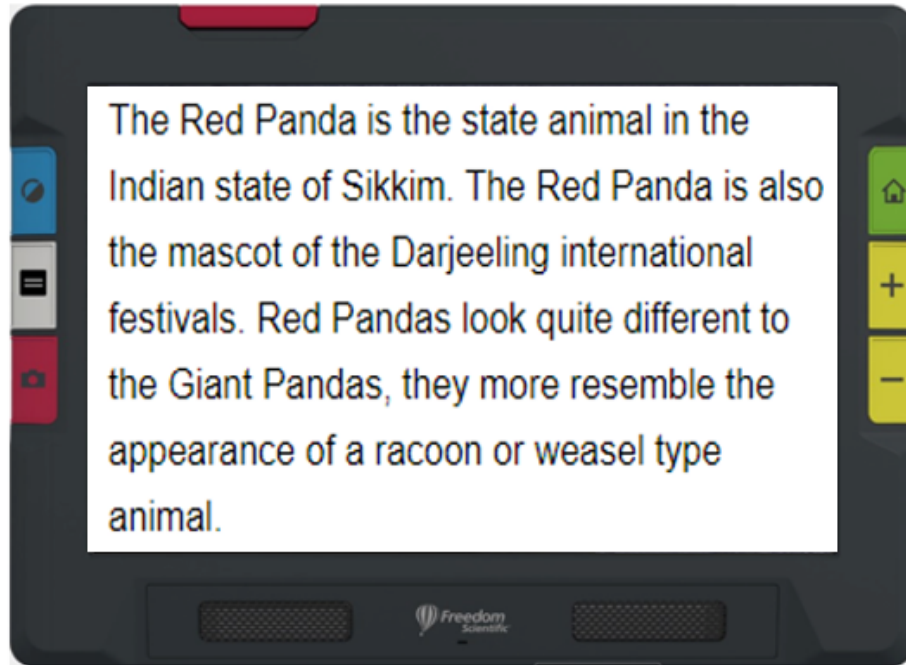 The Red Panda is the state animal in the
Indian state of Sikkim. The Red Panda is also
the mascot of the Darjeeling international
festivals. Red Pandas look quite different to
the Giant Pandas, they more resemble the
appearance of a racoon or weasel type
animal.
Freedom
Scientific